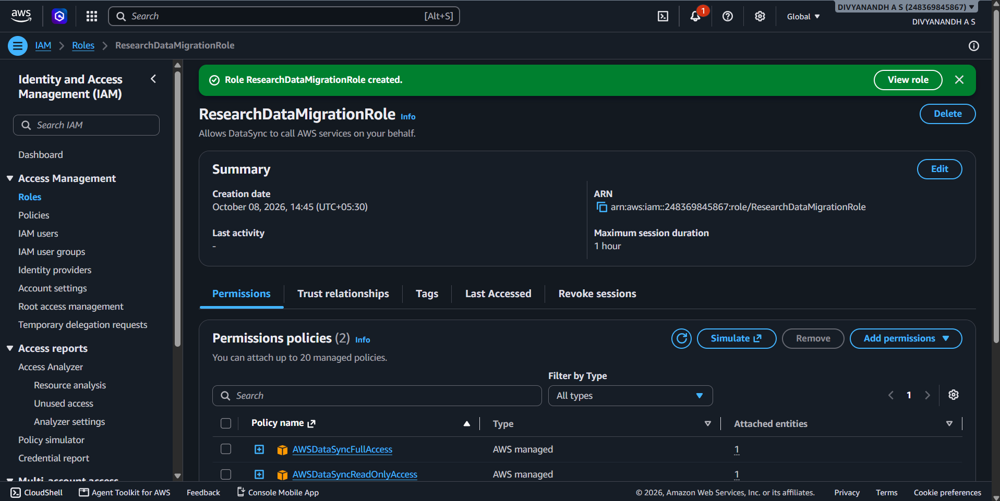 aws
Search [Alt+S]
1
Global
DIVYANANDH A S (248369845867)
DIVYANANDH A S
IAM
Roles
ResearchDataMigrationRole
Identity and Access
Management (IAM)
Search IAM
Dashboard
Access Management
Roles
Policies
IAM users
IAM user groups
Identity providers
Account settings
Root access management
Temporary delegation requests
Access reports
Access Analyzer
Resource analysis
Unused access
Analyzer settings
Policy simulator
Credential report
Multi-account access
Role ResearchDataMigrationRole created.
View role
ResearchDataMigrationRole Info
Delete
Allows DataSync to call AWS services on your behalf.
Summary
Edit
Creation date
October 08, 2026, 14:45 (UTC+05:30)
ARN
arn:aws:iam::248369845867:role/ResearchDataMigrationRole
Last activity
-
Maximum session duration
1 hour
Permissions
Trust relationships
Tags
Last Accessed
Revoke sessions
Permissions policies (2) Info
Simulate
Remove
Add permissions
You can attach up to 20 managed policies.
Filter by Type
Search
All types
1
Policy name
Type
Attached entities
AWSDataSyncFullAccess
AWS managed
1
AWSDataSyncReadOnlyAccess
AWS managed
1
CloudShell
Agent Toolkit for AWS
Feedback
Console Mobile App
© 2026, Amazon Web Services, Inc. or its affiliates.
Privacy
Terms
Cookie preferences